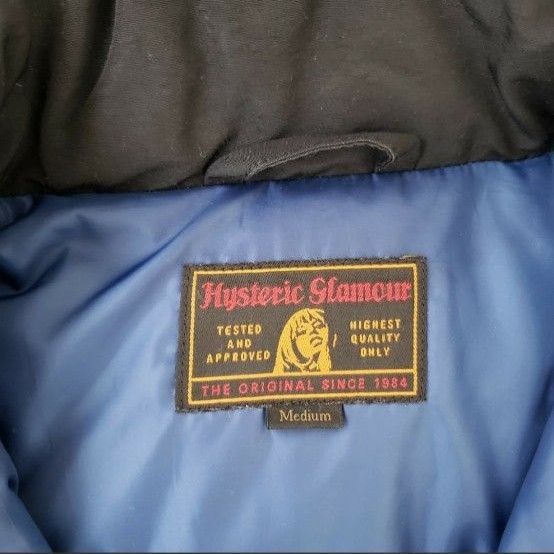 Hysteric Glamour
TESTED
AND
APPROVED
HIGHEST
QUALITY
ONLY
THE ORIGINAL SINCE 1984
Medium